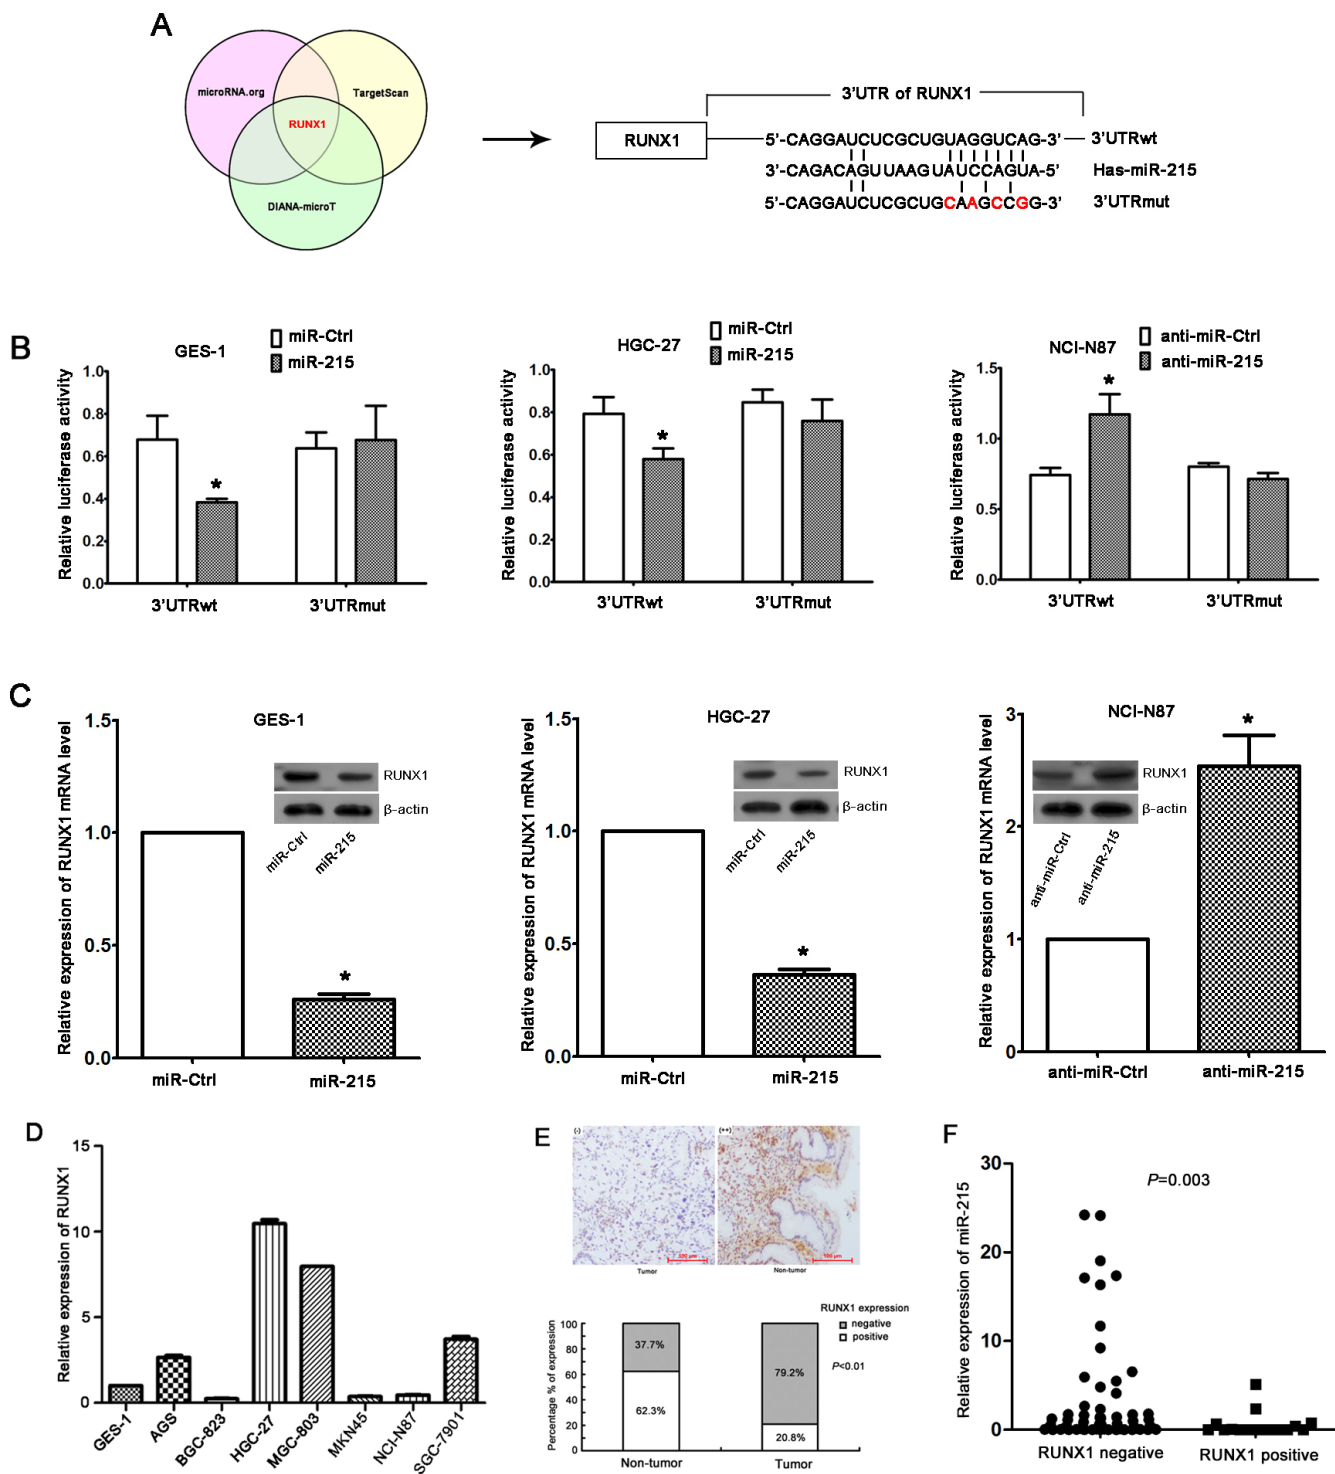 A
microRNA.org
TargetScan
RUNX1
DIANA-microT
3'UTR of RUNX1
RUNX1
5'-CAGGAUCUCGCUGUAGGUCAG-3'
3'UTRwt
3'-CAGACAGUUAAGUAUCCAGUA-5'
Has-miR-215
5'-CAGGAUCUCGCUGCAAGCCGG-3'
3'UTRmut
B
GES-1
miR-Ctrl
miR-215
Relative luciferase activity
1.0
0.8
0.6
0.4
0.2
0.0
*
3'UTRwt
3'UTRmut
HGC-27
miR-Ctrl
miR-215
Relative luciferase activity
1.0
0.8
0.6
0.4
0.2
0.0
*
3'UTRwt
3'UTRmut
NCI-N87
anti-miR-Ctrl
anti-miR-215
Relative luciferase activity
1.5
1.0
0.5
0.0
*
3'UTRwt
3'UTRmut
C
GES-1
Relative expression of RUNX1 mRNA level
1.5
1.0
0.5
0.0
RUNX1
β-actin
miR-Ctrl
miR-215
*
miR-Ctrl
miR-215
HGC-27
Relative expression of RUNX1 mRNA level
1.5
1.0
0.5
0.0
RUNX1
β-actin
miR-Ctrl
miR-215
*
miR-Ctrl
miR-215
NCI-N87
Relative expression of RUNX1 mRNA level
3
2
1
0
RUNX1
β-actin
anti-miR-Ctrl
anti-miR-215
*
anti-miR-Ctrl
anti-miR-215
D
Relative expression of RUNX1
15
10
5
0
GES-1
AGS
BGC-823
HGC-27
MGC-803
MKN45
NCI-N87
SGC-7901
E
(-)
(++)
100 μm
100 μm
Tumor
Non-tumor
RUNX1 expression
negative
positive
P<0.01
Percentage % of expression
100
80
60
40
20
0
37.7%
62.3%
79.2%
20.8%
Non-tumor
Tumor
F
P=0.003
Relative expression of miR-215
30
20
10
0
RUNX1 negative
RUNX1 positive